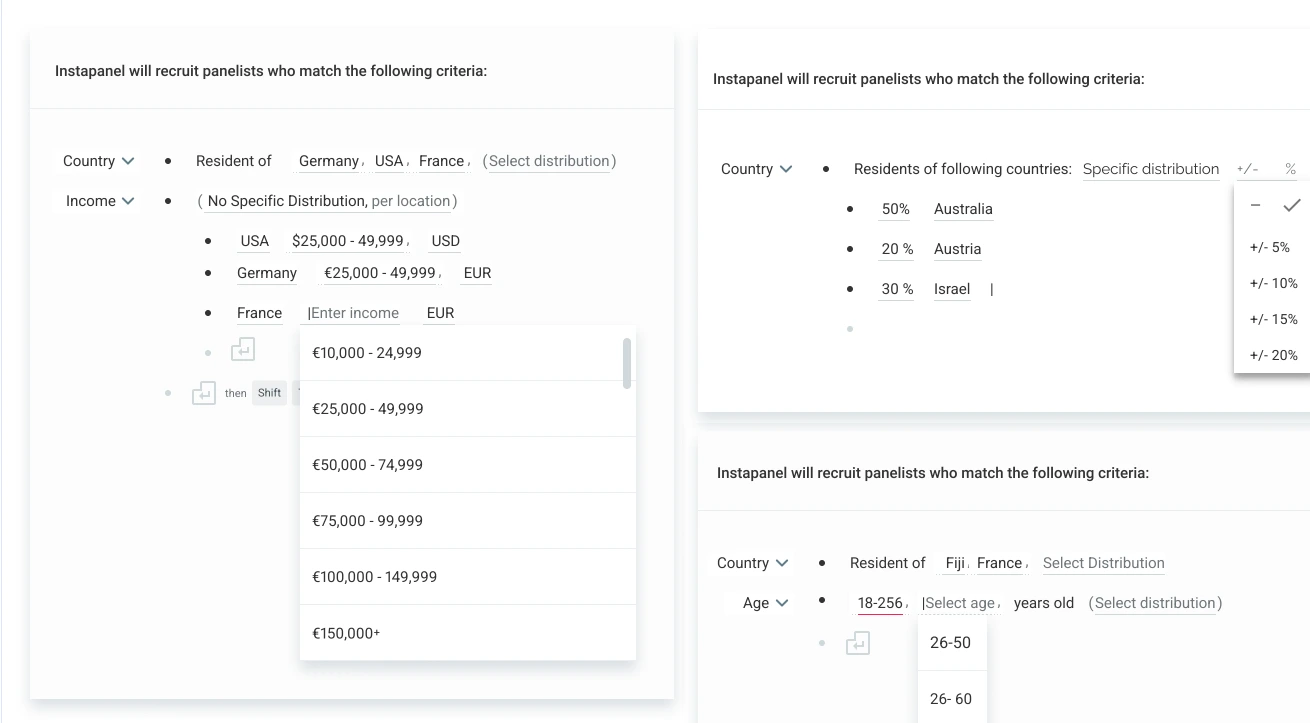 Instapanel will recruit panelists who match the following criteria:
Country • Resident of Germany, USA, France, (Select distribution)
Income • ( No Specific Distribution, per location)
• USA $25,000 - 49,999, USD
• Germany €25,000 - 49,999, EUR
• France |Enter income EUR
then Shift
€10,000 - 24,999
€25,000 - 49,999
€50,000 - 74,999
€75,000 - 99,999
€100,000 - 149,999
€150,000+
Instapanel will recruit panelists who match the following criteria:
Country • Residents of following countries: Specific distribution +/- %
• 50% Australia
• 20 % Austria
• 30 % Israel |
–
+/- 5%
+/- 10%
+/- 15%
+/- 20%
Instapanel will recruit panelists who match the following criteria:
Country • Resident of Fiji, France, Select Distribution
Age • 18-256, |Select age, years old (Select distribution)
26-50
26- 60